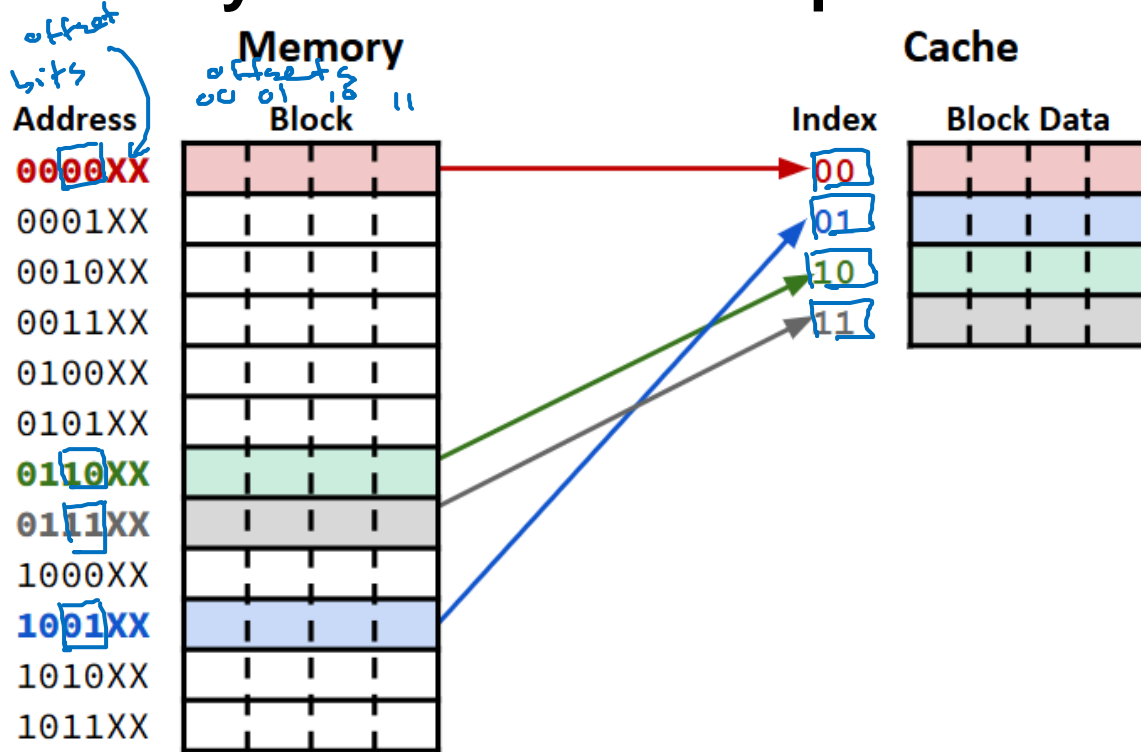 offset
bits
Memory
offsets
00 01 10 11
Cache
Address
Block
Index
Block Data
0000XX
00
0001XX
01
0010XX
10
0011XX
11
0100XX
0101XX
0110XX
0111XX
1000XX
1001XX
1010XX
1011XX